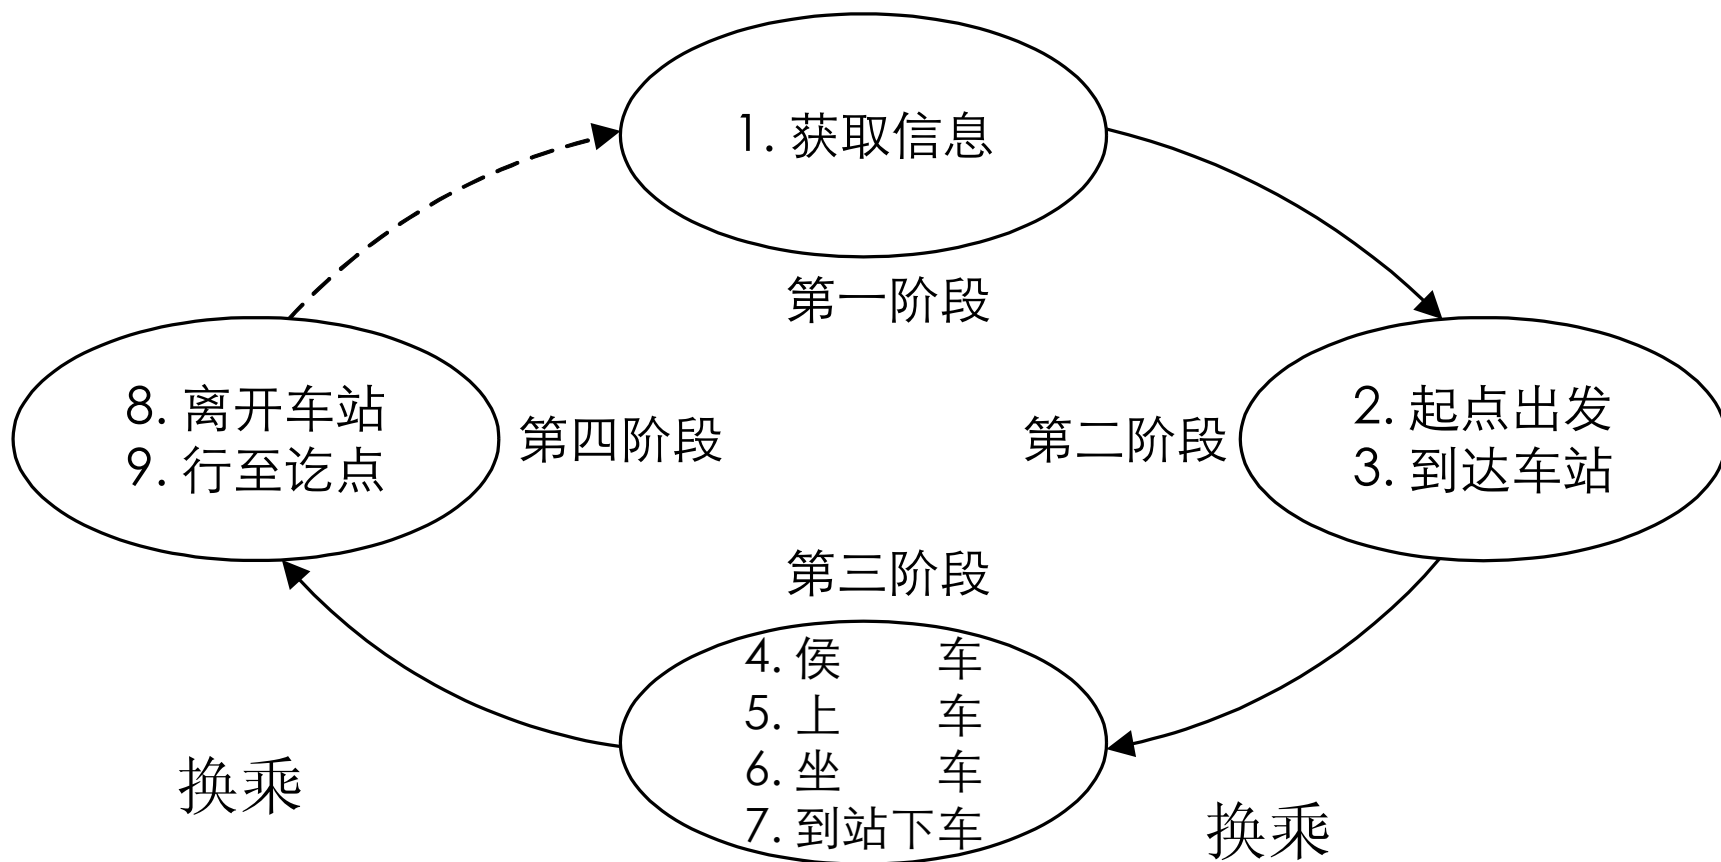 1. 获取信息
第一阶段
8. 离开车站
9. 行至讫点
第四阶段
第二阶段
2. 起点出发
3. 到达车站
第三阶段
4. 侯 车
5. 上 车
6. 坐 车
7. 到站下车
换乘
换乘